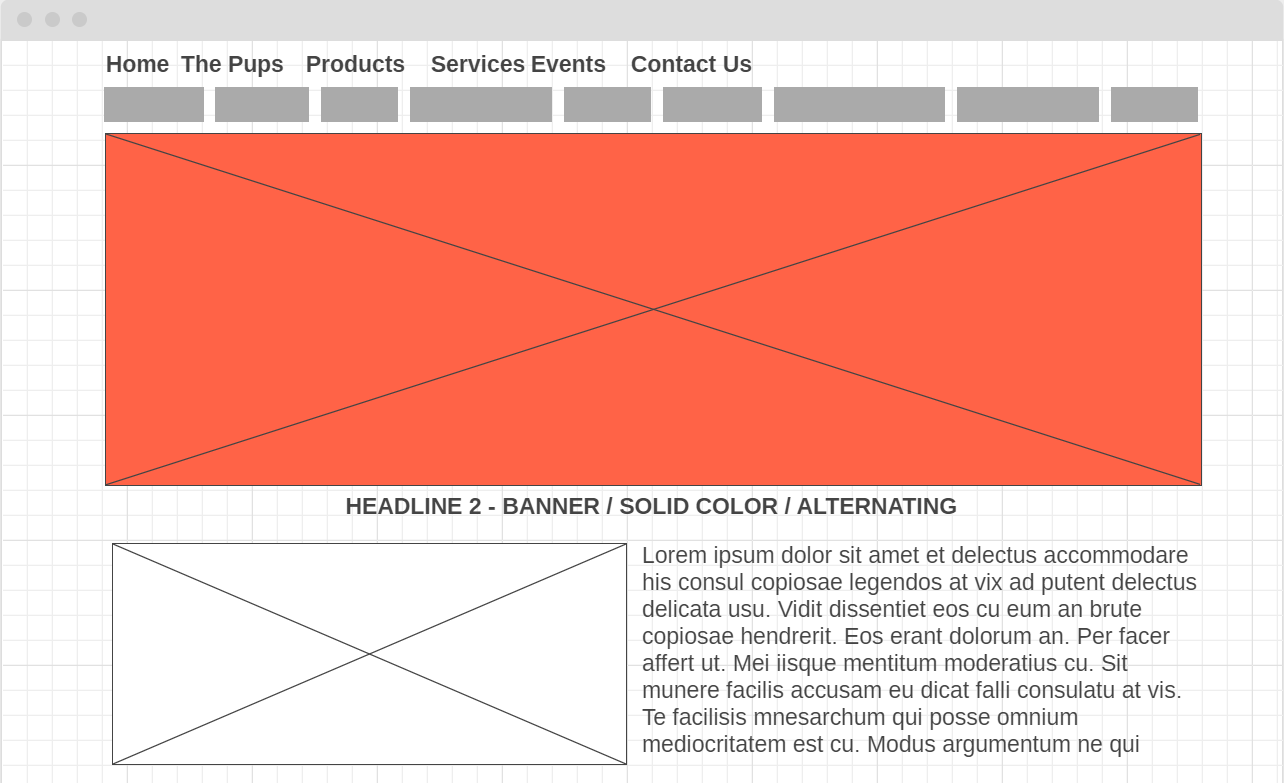 Home The Pups Products Services Events Contact Us
HEADLINE 2 - BANNER / SOLID COLOR / ALTERNATING
Lorem ipsum dolor sit amet et delectus accommodare
his consul copiosae legendos at vix ad putent delectus
delicata usu. Vidit dissentiet eos cu eum an brute
copiosae hendrerit. Eos erant dolorum an. Per facer
affert ut. Mei iisque mentitum moderatius cu. Sit
munere facilis accusam eu dicat falli consulatu at vis.
Te facilisis mnesarchum qui posse omnium
mediocritatem est cu. Modus argumentum ne qui